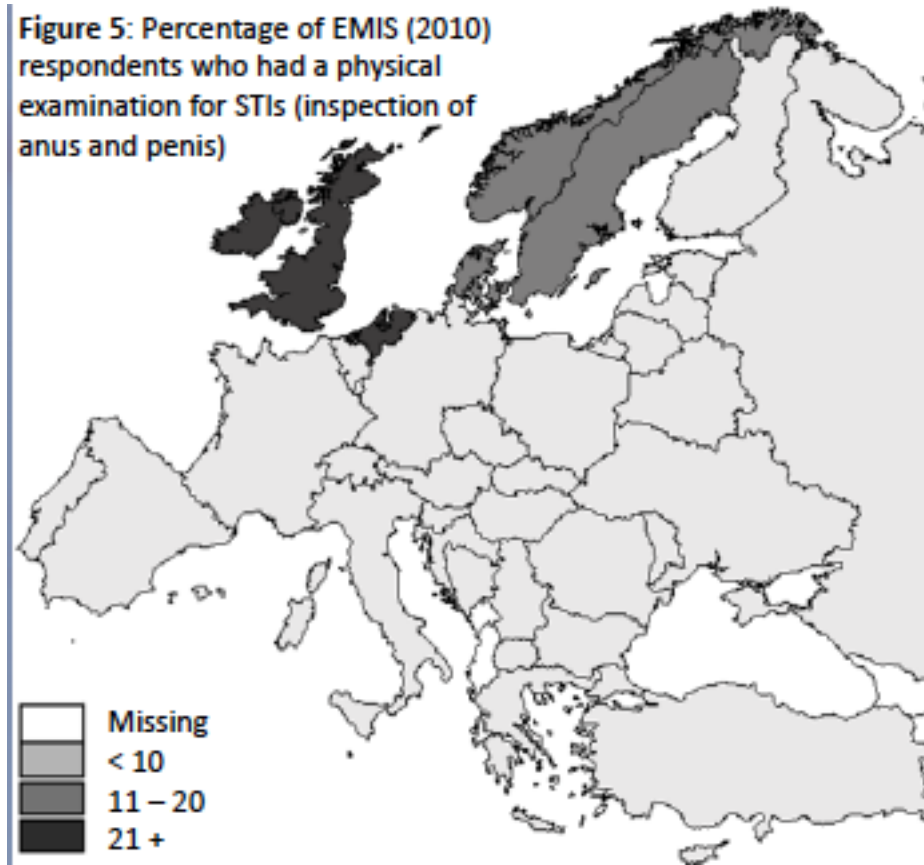 Figure 5: Percentage of EMIS (2010)
respondents who had a physical
examination for STIs (inspection of
anus and penis)
Missing
< 10
11 – 20
21 +